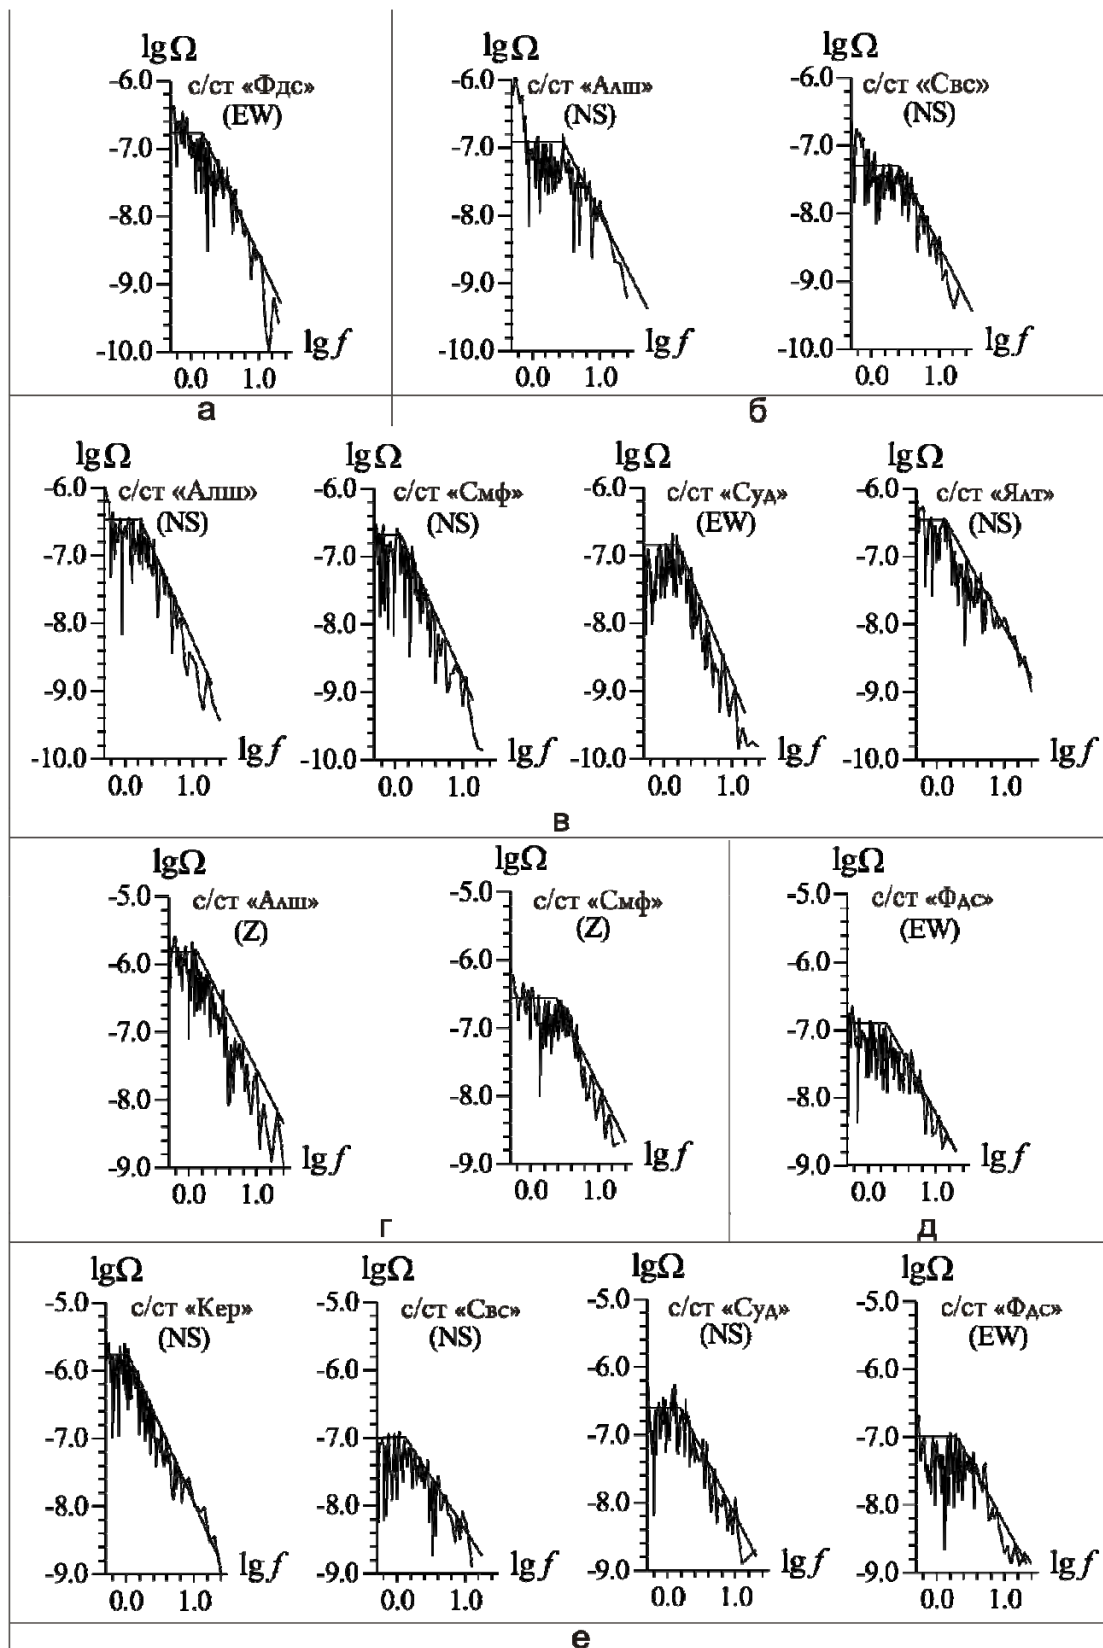 lgΩ
с/ст «Фдс»
(EW)
-6.0
-7.0
-8.0
-9.0
-10.0
0.0 1.0
lg f
lgΩ
с/ст «Алш»
(NS)
-6.0
-7.0
-8.0
-9.0
-10.0
0.0 1.0
lg f
lgΩ
с/ст «Свс»
(NS)
-6.0
-7.0
-8.0
-9.0
-10.0
0.0 1.0
lg f
а
б
lgΩ
с/ст «Алш»
(NS)
-6.0
-7.0
-8.0
-9.0
-10.0
0.0 1.0
lg f
lgΩ
с/ст «Смф»
(NS)
-6.0
-7.0
-8.0
-9.0
-10.0
0.0 1.0
lg f
lgΩ
с/ст «Суд»
(EW)
-6.0
-7.0
-8.0
-9.0
-10.0
0.0 1.0
lg f
lgΩ
с/ст «Ялт»
(NS)
-6.0
-7.0
-8.0
-9.0
-10.0
0.0 1.0
lg f
в
lgΩ
с/ст «Алш»
(Z)
-5.0
-6.0
-7.0
-8.0
-9.0
0.0 1.0
lg f
lgΩ
с/ст «Смф»
(Z)
-5.0
-6.0
-7.0
-8.0
-9.0
0.0 1.0
lg f
lgΩ
с/ст «Фдс»
(EW)
-5.0
-6.0
-7.0
-8.0
-9.0
0.0 1.0
lg f
г
д
lgΩ
с/ст «Кер»
(NS)
-5.0
-6.0
-7.0
-8.0
-9.0
0.0 1.0
lg f
lgΩ
с/ст «Свс»
(NS)
-5.0
-6.0
-7.0
-8.0
-9.0
0.0 1.0
lg f
lgΩ
с/ст «Суд»
(NS)
-5.0
-6.0
-7.0
-8.0
-9.0
0.0 1.0
lg f
lgΩ
с/ст «Фдс»
(EW)
-5.0
-6.0
-7.0
-8.0
-9.0
0.0 1.0
lg f
е